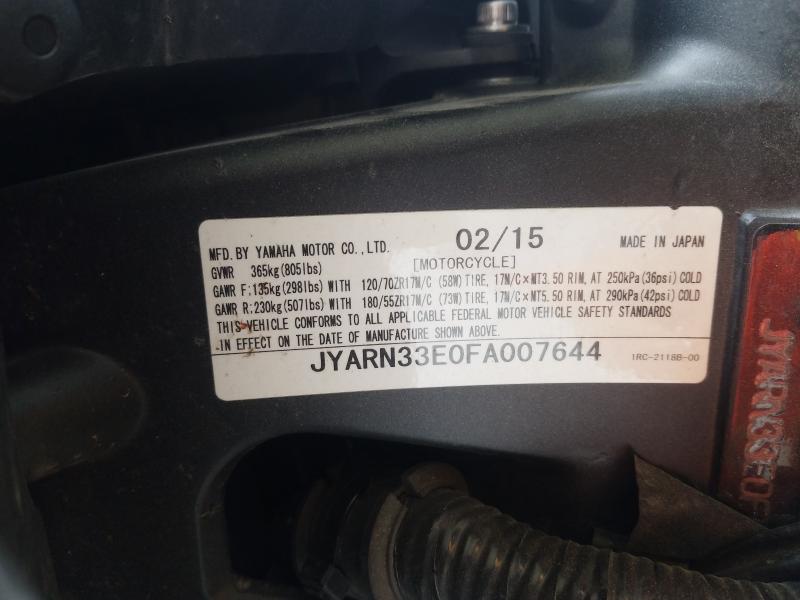 MFD. BY YAMAHA MOTOR CO., LTD. 02/15 MADE IN JAPAN
GVWR 365kg(805lbs) [MOTORCYCLE]
GAWR F:135kg(298lbs) WITH 120/70ZR17M/C (58W) TIRE, 17M/C×MT3.50 RIM, AT 250kPa(36psi) COLD
GAWR R:230kg(507lbs) WITH 180/55ZR17M/C (73W) TIRE, 17M/C×MT5.50 RIM, AT 290kPa(42psi) COLD
THIS VEHICLE CONFORMS TO ALL APPLICABLE FEDERAL MOTOR VEHICLE SAFETY STANDARDS
IN EFFECT ON THE DATE OF MANUFACTURE SHOWN ABOVE.
JYARN33E0FA007644 1RC-2118B-00
JYARN33E0F